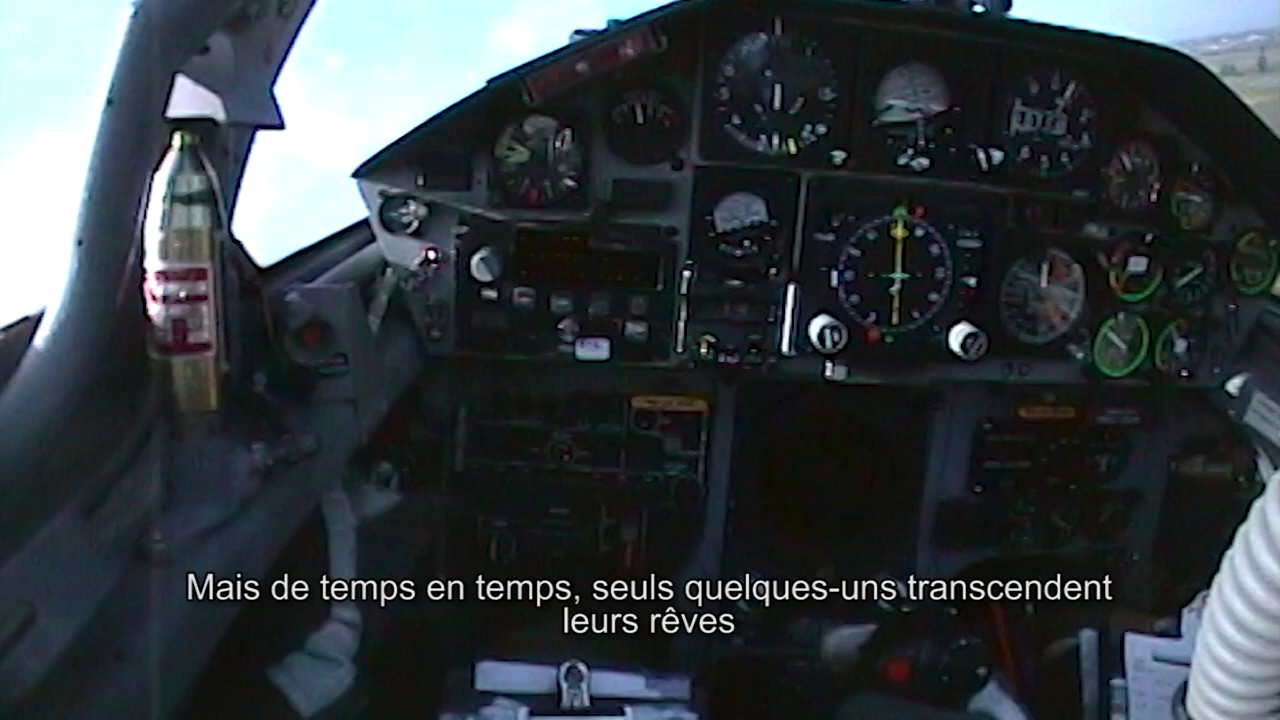 Mais de temps en temps, seuls quelques-uns transcendent
leurs rêves